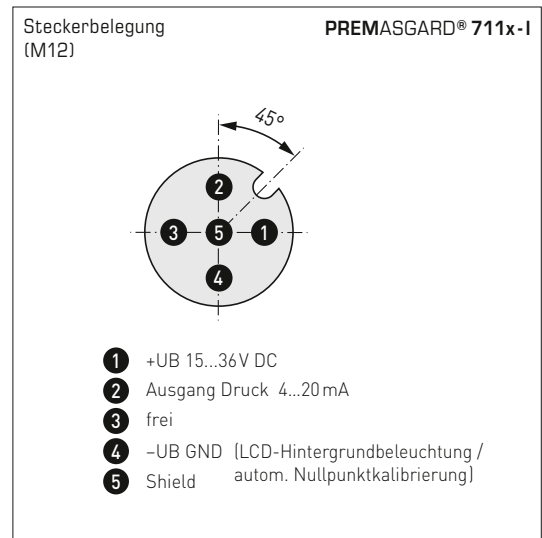 Steckerbelegung
(M12)
PREMASGARD® 711x-I
45°
2
3 5 1
4
1 +UB 15...36 V DC
2 Ausgang Druck 4...20 mA
3 frei
4 –UB GND (LCD-Hintergrundbeleuchtung /
autom. Nullpunktkalibrierung)
5 Shield